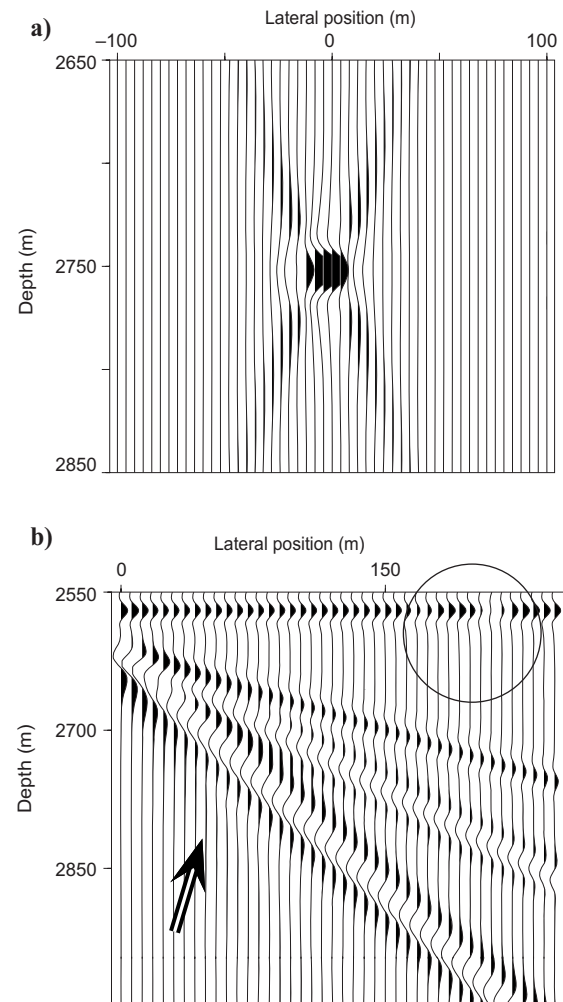 a)
Lateral position (m)
–100 0 100
2650
2750
2850
Depth (m)
b)
Lateral position (m)
0 150
2550
2700
2850
Depth (m)